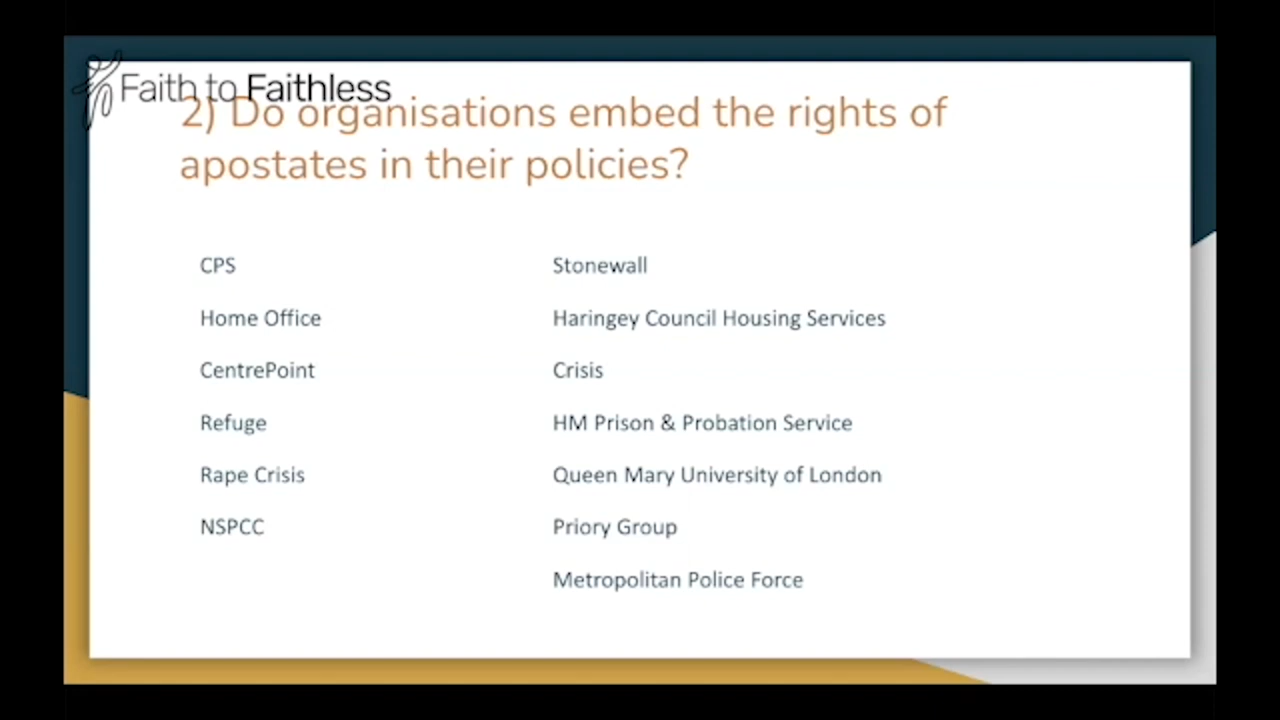 Faith to Faithless
2) Do organisations embed the rights of
apostates in their policies?
CPS
Home Office
CentrePoint
Refuge
Rape Crisis
NSPCC
Stonewall
Haringey Council Housing Services
Crisis
HM Prison & Probation Service
Queen Mary University of London
Priory Group
Metropolitan Police Force